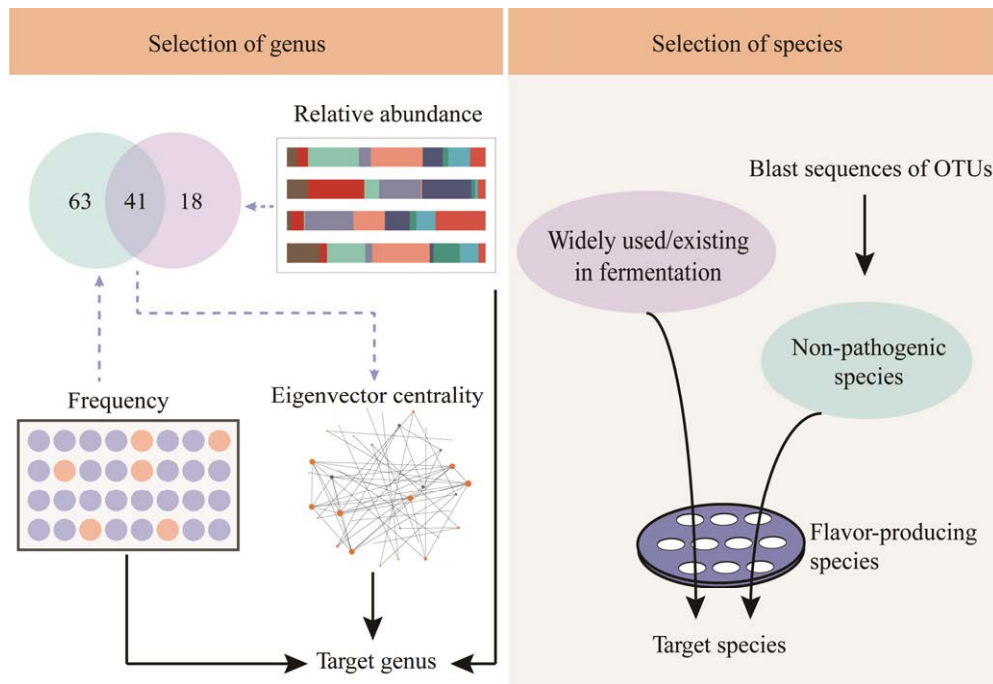 Selection of genus
Relative abundance
63
41
18
Frequency
Eigenvector centrality
Target genus
Selection of species
Blast sequences of OTUs
Widely used/existing
in fermentation
Non-pathogenic
species
Flavor-producing
species
Target species